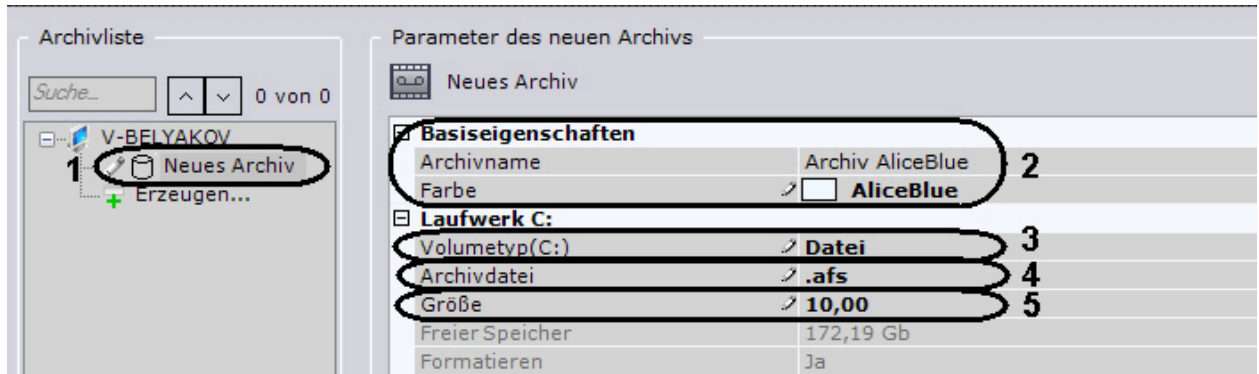 Archivliste
Suche...
0 von 0
V-BELYAKOV
1
Neues Archiv
Erzeugen...
Parameter des neuen Archivs
Neues Archiv
Basiseigenschaften
Archivname Archiv AliceBlue
2
Farbe AliceBlue
Laufwerk C:
Volumetyp(C:) Datei
3
Archivdatei .afs
4
Größe 10,00
5
Freier Speicher 172,19 Gb
Formatieren Ja